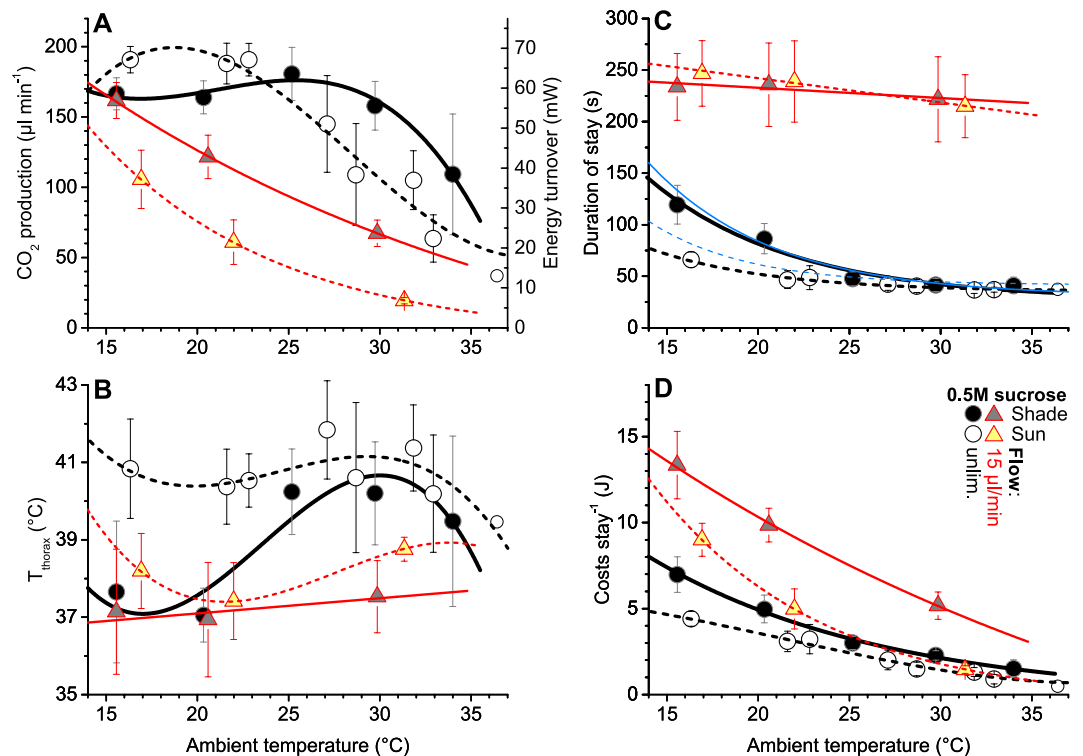 A
CO2 production (µl min-1)
200
150
100
50
0
70
60
50
40
30
20
10
0
Energy turnover (mW)
15 20 25 30 35
B
Tthorax (°C)
43
41
39
37
35
15 20 25 30 35
Ambient temperature (°C)
C
Duration of stay (s)
300
250
200
150
100
50
0
15 20 25 30 35
D
Costs stay-1 (J)
15
10
5
0
15 20 25 30 35
Ambient temperature (°C)
0.5M sucrose
Shade
Sun
Flow:
15 µl/min
unlim.